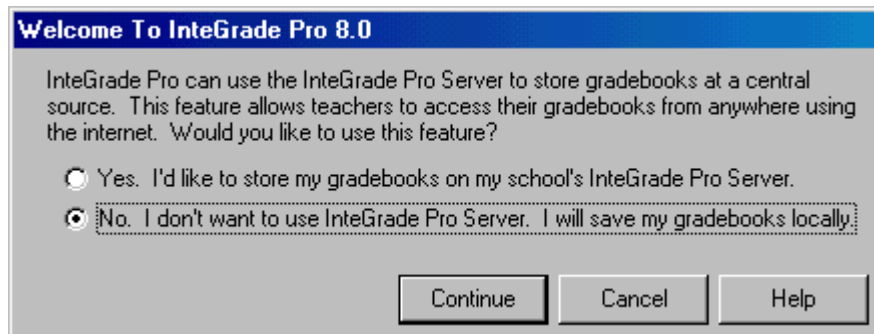 Welcome To InteGrade Pro 8.0
InteGrade Pro can use the InteGrade Pro Server to store gradebooks at a central
source.  This feature allows teachers to access their gradebooks from anywhere using
the internet.  Would you like to use this feature?
Yes.  I'd like to store my gradebooks on my school's InteGrade Pro Server.
No.  I don't want to use InteGrade Pro Server.  I will save my gradebooks locally.
Continue Cancel Help